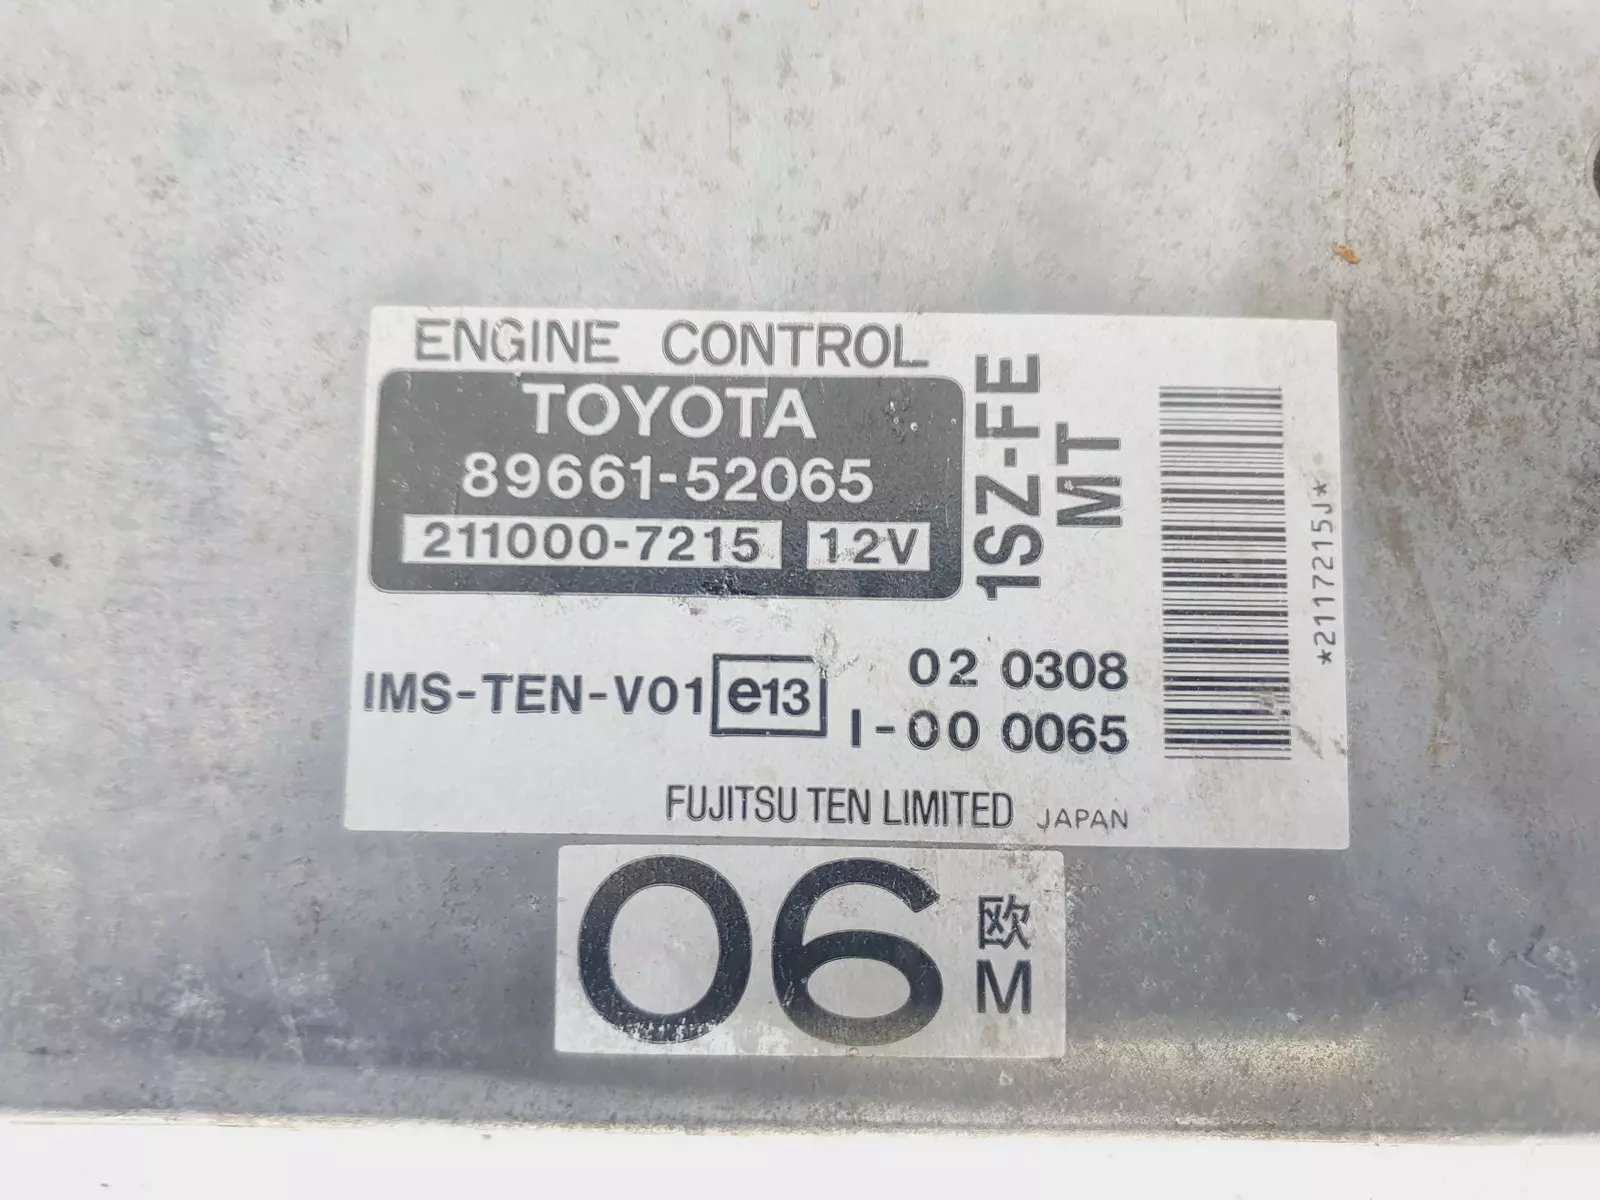 ENGINE CONTROL
TOYOTA
89661-52065
211000-7215 12V
1SZ-FE
MT
IMS-TEN-V01 e13
02 0308
I-00 0065
FUJITSU TEN LIMITED JAPAN
*2117215J*
06
欧
M